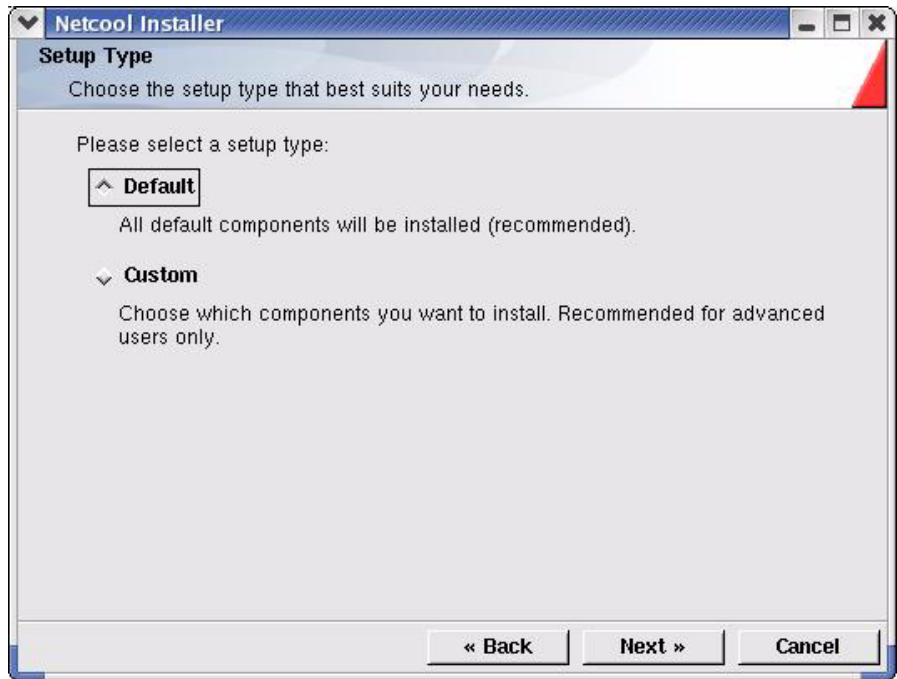 Netcool Installer
Setup Type
Choose the setup type that best suits your needs.
Please select a setup type:
Default
All default components will be installed (recommended).
Custom
Choose which components you want to install. Recommended for advanced
users only.
« Back
Next »
Cancel